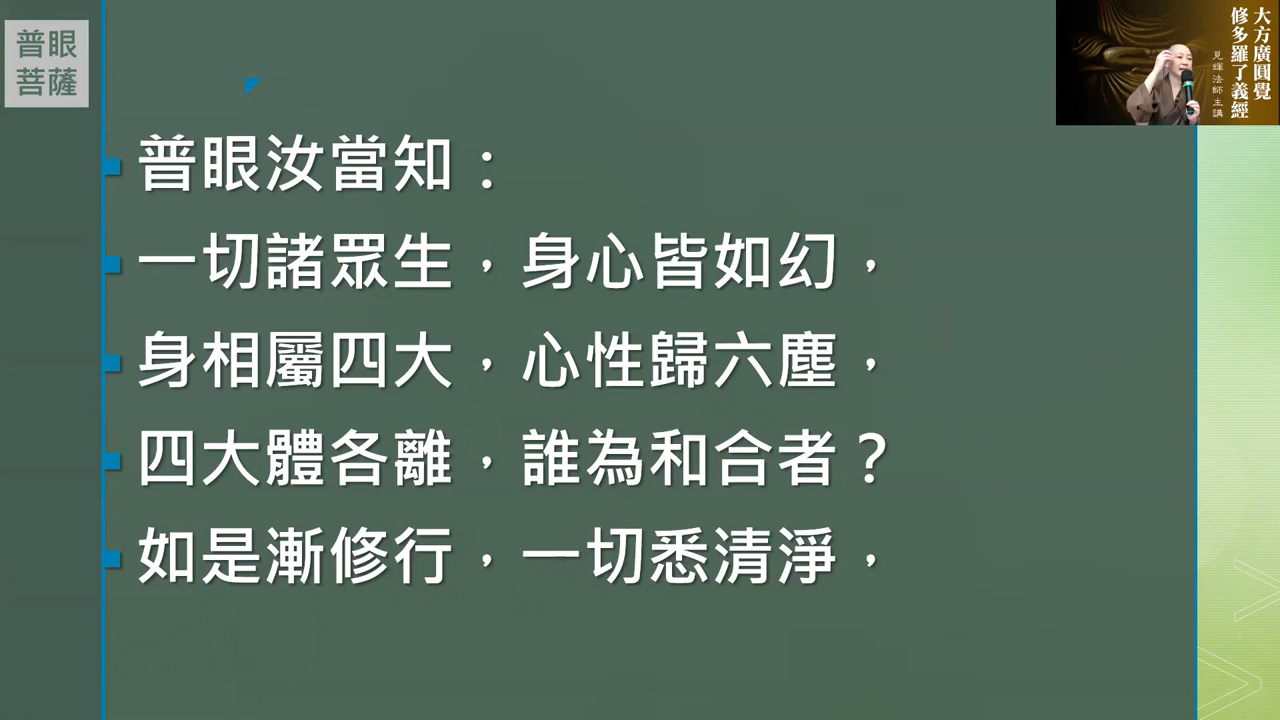 普眼
菩薩
普眼汝當知：
一切諸眾生，身心皆如幻，
身相屬四大，心性歸六塵，
四大體各離，誰為和合者？
如是漸修行，一切悉清淨，
大方廣圓覺
修多羅了義經
見輝法師主講